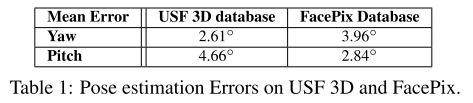 Mean Error USF 3D database FacePix Database
Yaw 2.61° 3.96°
Pitch 4.66° 2.84°
Table 1: Pose estimation Errors on USF 3D and FacePix.